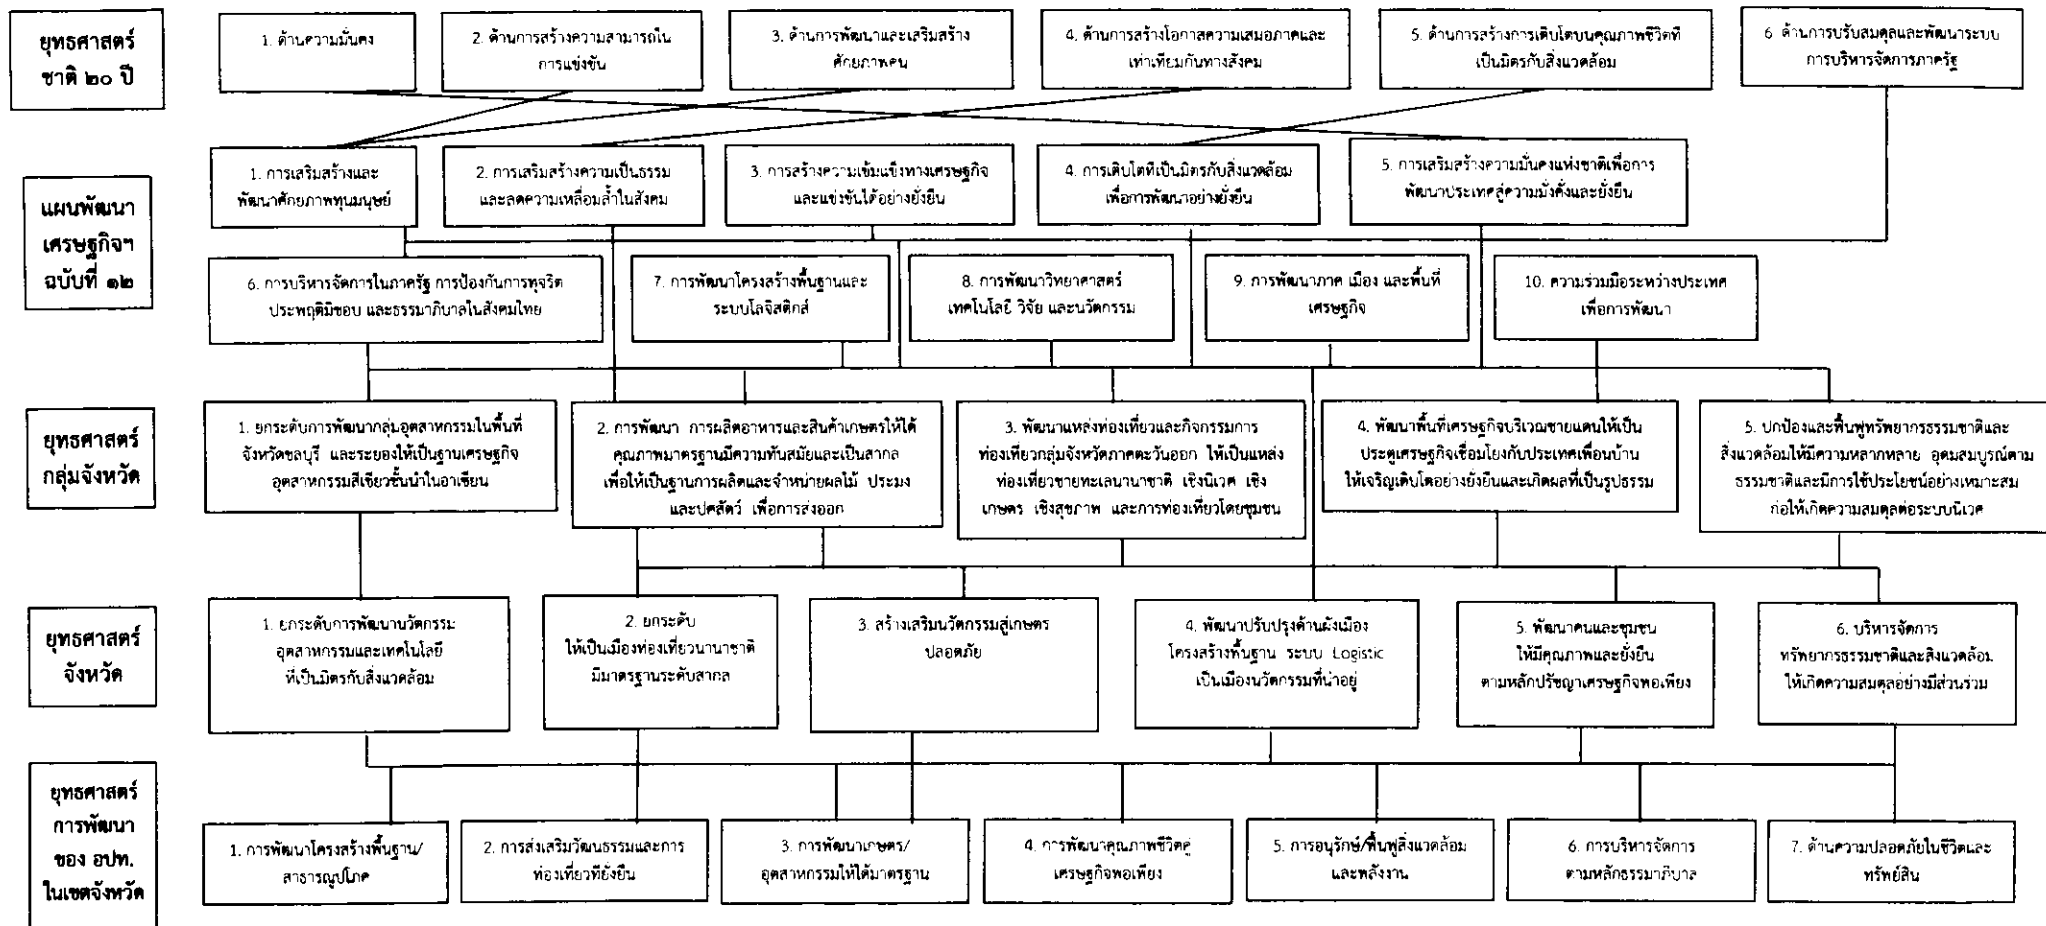 ยุทธศาสตร์
ชาติ ๒๐ ปี
1. ด้านความมั่นคง
2. ด้านการสร้างความสามารถใน
การแข่งขัน
3. ด้านการพัฒนาและเสริมสร้าง
ศักยภาพคน
4. ด้านการสร้างโอกาสความเสมอภาคและ
เท่าเทียมกันทางสังคม
5. ด้านการสร้างการเติบโตบนคุณภาพชีวิตที่
เป็นมิตรกับสิ่งแวดล้อม
6 ด้านการปรับสมดุลและพัฒนาระบบ
การบริหารจัดการภาครัฐ
แผนพัฒนา
เศรษฐกิจฯ
ฉบับที่ ๑๒
1. การเสริมสร้างและ
พัฒนาศักยภาพทุนมนุษย์
2. การเสริมสร้างความเป็นธรรม
และลดความเหลื่อมล้ำในสังคม
3. การสร้างความเข้มแข็งทางเศรษฐกิจ
และแข่งขันได้อย่างยั่งยืน
4. การเติบโตที่เป็นมิตรกับสิ่งแวดล้อม
เพื่อการพัฒนาอย่างยั่งยืน
5. การเสริมสร้างความมั่นคงแห่งชาติเพื่อการ
พัฒนาประเทศสู่ความมั่งคั่งและยั่งยืน
6. การบริหารจัดการในภาครัฐ การป้องกันการทุจริต
ประพฤติมิชอบ และธรรมาภิบาลในสังคมไทย
7. การพัฒนาโครงสร้างพื้นฐานและ
ระบบโลจิสติกส์
8. การพัฒนาวิทยาศาสตร์
เทคโนโลยี วิจัย และนวัตกรรม
9. การพัฒนาภาค เมือง และพื้นที่
เศรษฐกิจ
10. ความร่วมมือระหว่างประเทศ
เพื่อการพัฒนา
ยุทธศาสตร์
กลุ่มจังหวัด
1. ยกระดับการพัฒนากลุ่มอุตสาหกรรมในพื้นที่
จังหวัดชลบุรี และระยองให้เป็นฐานเศรษฐกิจ
อุตสาหกรรมสีเขียวชั้นนำในอาเซียน
2. การพัฒนา การผลิตอาหารและสินค้าเกษตรให้ได้
คุณภาพมาตรฐานมีความทันสมัยและเป็นสากล
เพื่อให้เป็นฐานการผลิตและจำหน่ายผลไม้ ประมง
และปศุสัตว์ เพื่อการส่งออก
3. พัฒนาแหล่งท่องเที่ยวและกิจกรรมการ
ท่องเที่ยวกลุ่มจังหวัดภาคตะวันออก ให้เป็นแหล่ง
ท่องเที่ยวชายทะเลนานาชาติ เชิงนิเวศ เชิง
เกษตร เชิงสุขภาพ และการท่องเที่ยวโดยชุมชน
4. พัฒนาพื้นที่เศรษฐกิจบริเวณชายแดนให้เป็น
ประตูเศรษฐกิจเชื่อมโยงกับประเทศเพื่อนบ้าน
ให้เจริญเติบโตอย่างยั่งยืนและเกิดผลที่เป็นรูปธรรม
5. ปกป้องและฟื้นฟูทรัพยากรธรรมชาติและ
สิ่งแวดล้อมให้มีความหลากหลาย อุดมสมบูรณ์ตาม
ธรรมชาติและมีการใช้ประโยชน์อย่างเหมาะสม
ก่อให้เกิดความสมดุลต่อระบบนิเวศ
ยุทธศาสตร์
จังหวัด
1. ยกระดับการพัฒนานวัตกรรม
อุตสาหกรรมและเทคโนโลยี
ที่เป็นมิตรกับสิ่งแวดล้อม
2. ยกระดับ
ให้เป็นเมืองท่องเที่ยวนานาชาติ
มีมาตรฐานระดับสากล
3. สร้างเสริมนวัตกรรมสู่เกษตร
ปลอดภัย
4. พัฒนาปรับปรุงด้านผังเมือง
โครงสร้างพื้นฐาน ระบบ Logistic
เป็นเมืองนวัตกรรมที่น่าอยู่
5. พัฒนาคนและชุมชน
ให้มีคุณภาพและยั่งยืน
ตามหลักปรัชญาเศรษฐกิจพอเพียง
6. บริหารจัดการ
ทรัพยากรธรรมชาติและสิ่งแวดล้อม
ให้เกิดความสมดุลอย่างมีส่วนร่วม
ยุทธศาสตร์
การพัฒนา
ของ อปท.
ในเขตจังหวัด
1. การพัฒนาโครงสร้างพื้นฐาน/
สาธารณูปโภค
2. การส่งเสริมวัฒนธรรมและการ
ท่องเที่ยวที่ยั่งยืน
3. การพัฒนาเกษตร/
อุตสาหกรรมให้ได้มาตรฐาน
4. การพัฒนาคุณภาพชีวิตคู่
เศรษฐกิจพอเพียง
5. การอนุรักษ์/ฟื้นฟูสิ่งแวดล้อม
และพลังงาน
6. การบริหารจัดการ
ตามหลักธรรมาภิบาล
7. ด้านความปลอดภัยในชีวิตและ
ทรัพย์สิน